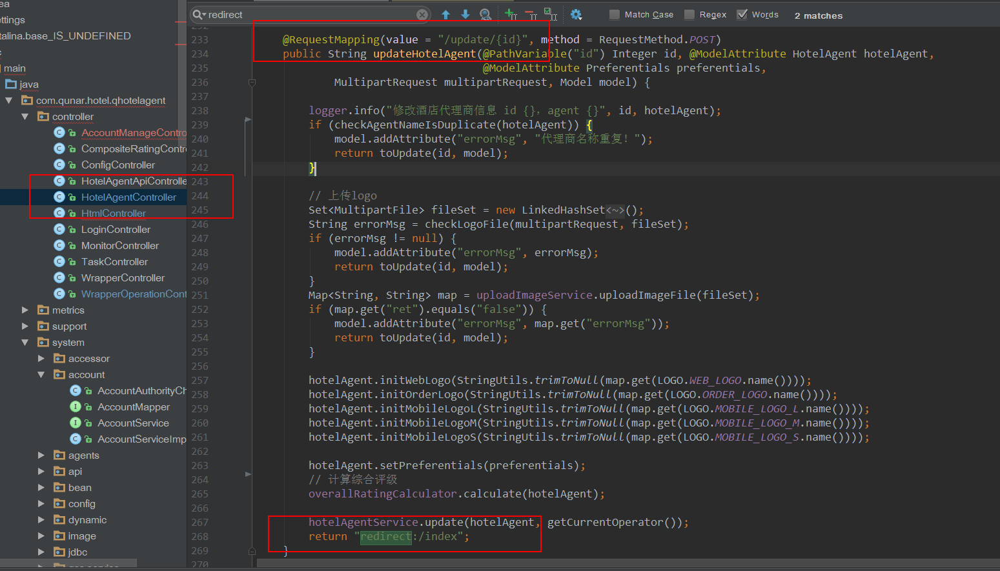 ea
ettings
talina.base_IS_UNDEFINED
main
java
com.qunar.hotel.qhotelagent
controller
AccountManageContro
CompositeRatingContr
ConfigController
HotelAgentApiControlle
HotelAgentController
HtmlController
LoginController
MonitorController
TaskController
WrapperController
WrapperOperationCont
metrics
support
system
accessor
account
AccountAuthorityCh
AccountMapper
AccountService
AccountServiceImp
agents
api
bean
config
dynamic
image
jdbc
redirect
Match Case
Regex
Words
2 matches
232
233 @RequestMapping(value = "/update/{id}", method = RequestMethod.POST)
234 public String updateHotelAgent(@PathVariable("id") Integer id, @ModelAttribute HotelAgent hotelAgent,
235 @ModelAttribute Preferentials preferentials,
236 MultipartRequest multipartRequest, Model model) {
237
238 logger.info("修改酒店代理商信息 id {}, agent {}", id, hotelAgent);
239 if (checkAgentNameIsDuplicate(hotelAgent)) {
240 model.addAttribute("errorMsg", "代理商名称重复!");
241 return toUpdate(id, model);
242 }
243
244 // 上传logo
245 Set<MultipartFile> fileSet = new LinkedHashSet<~>();
246 String errorMsg = checkLogoFile(multipartRequest, fileSet);
247 if (errorMsg != null) {
248 model.addAttribute("errorMsg", errorMsg);
249 return toUpdate(id, model);
250 }
251 Map<String, String> map = uploadImageService.uploadImageFile(fileSet);
252 if (map.get("ret").equals("false")) {
253 model.addAttribute("errorMsg", map.get("errorMsg"));
254 return toUpdate(id, model);
255 }
256
257 hotelAgent.initWebLogo(StringUtils.trimToNull(map.get(LOGO.WEB_LOGO.name())));
258 hotelAgent.initOrderLogo(StringUtils.trimToNull(map.get(LOGO.ORDER_LOGO.name())));
259 hotelAgent.initMobileLogoL(StringUtils.trimToNull(map.get(LOGO.MOBILE_LOGO_L.name())));
260 hotelAgent.initMobileLogoM(StringUtils.trimToNull(map.get(LOGO.MOBILE_LOGO_M.name())));
261 hotelAgent.initMobileLogoS(StringUtils.trimToNull(map.get(LOGO.MOBILE_LOGO_S.name())));
262
263 hotelAgent.setPreferentials(preferentials);
264 // 计算综合评级
265 overallRatingCalculator.calculate(hotelAgent);
266
267 hotelAgentService.update(hotelAgent, getCurrentOperator());
268 return "redirect:/index";
269 }
270